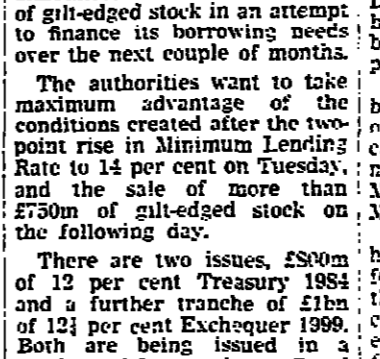 of gilt-edged stock in an attempt
to finance its borrowing needs
over the next couple of months.
The authorities want to take
maximum advantage of the
conditions created after the two-
point rise in Minimum Lending
Rate to 14 per cent on Tuesday,
and the sale of more than
£750m of gilt-edged stock on
the following day.
There are two issues, £800m
of 12 per cent Treasury 1984
and a further tranche of £1bn
of 12¾ per cent Exchequer 1999.
Both are being issued in a